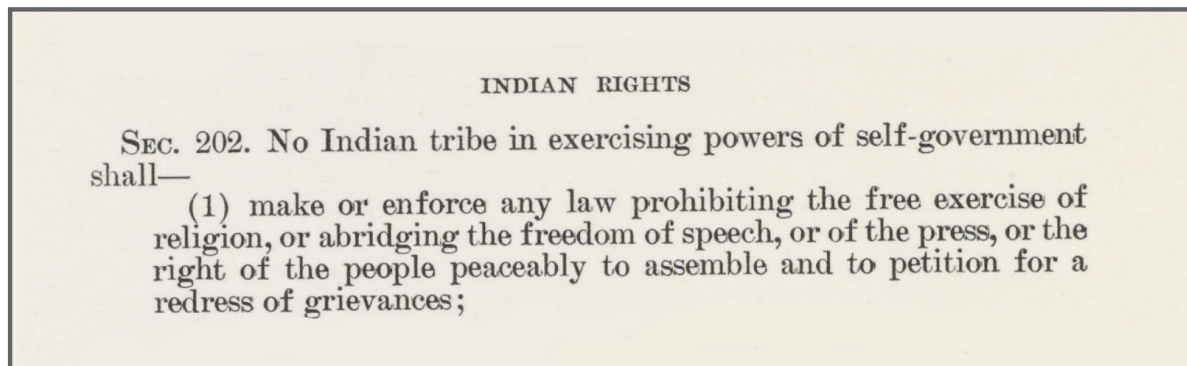 INDIAN RIGHTS
SEC. 202. No Indian tribe in exercising powers of self-government
shall—
(1) make or enforce any law prohibiting the free exercise of
religion, or abridging the freedom of speech, or of the press, or the
right of the people peaceably to assemble and to petition for a
redress of grievances;